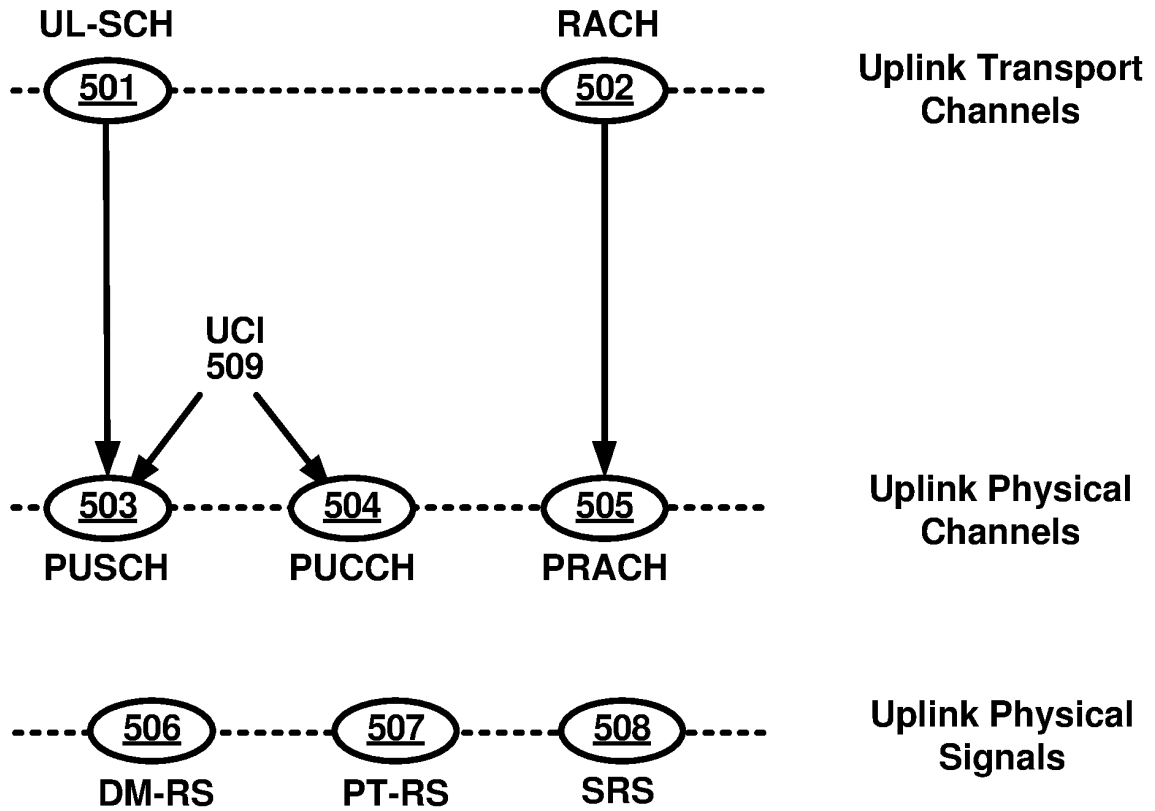 UL-SCH
RACH
501
502
Uplink Transport
Channels
UCI
509
503
504
505
Uplink Physical
Channels
PUSCH
PUCCH
PRACH
506
507
508
Uplink Physical
Signals
DM-RS
PT-RS
SRS